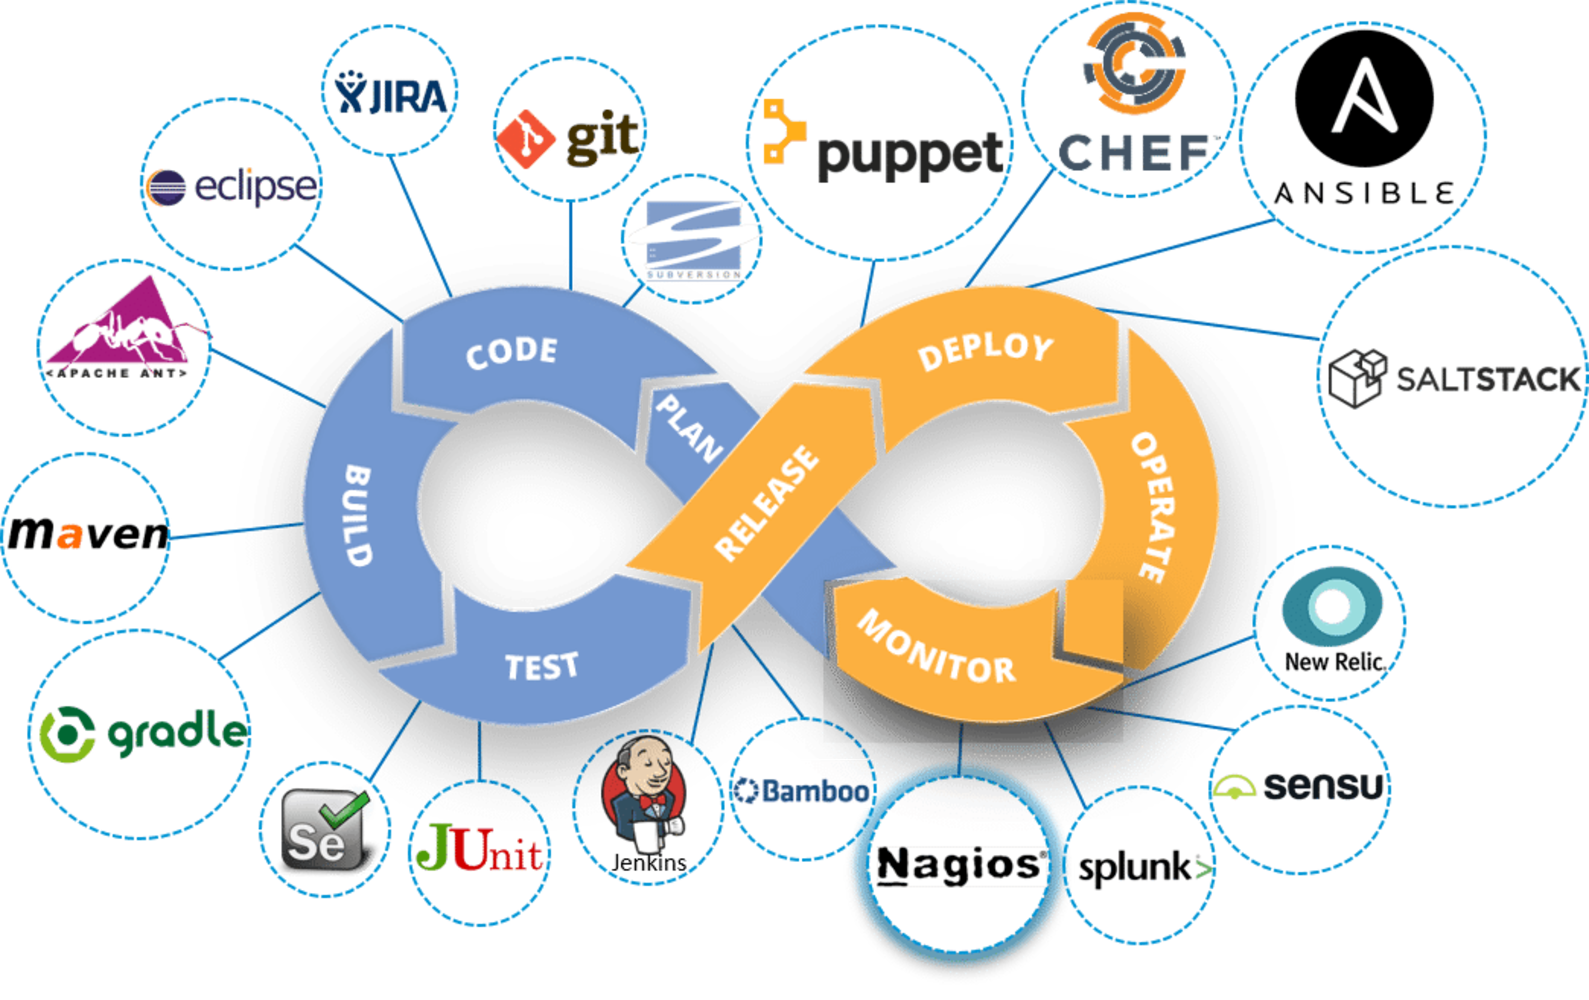 JIRA
git
eclipse
SUBVERSION
puppet
CHEF™
ANSIBLE
<APACHE ANT>
SALTSTACK
maven
gradle
CODE
PLAN
BUILD
TEST
RELEASE
DEPLOY
OPERATE
MONITOR
New Relic.
sensu
Se
JUnit
Jenkins
Bamboo
Nagios®
splunk>